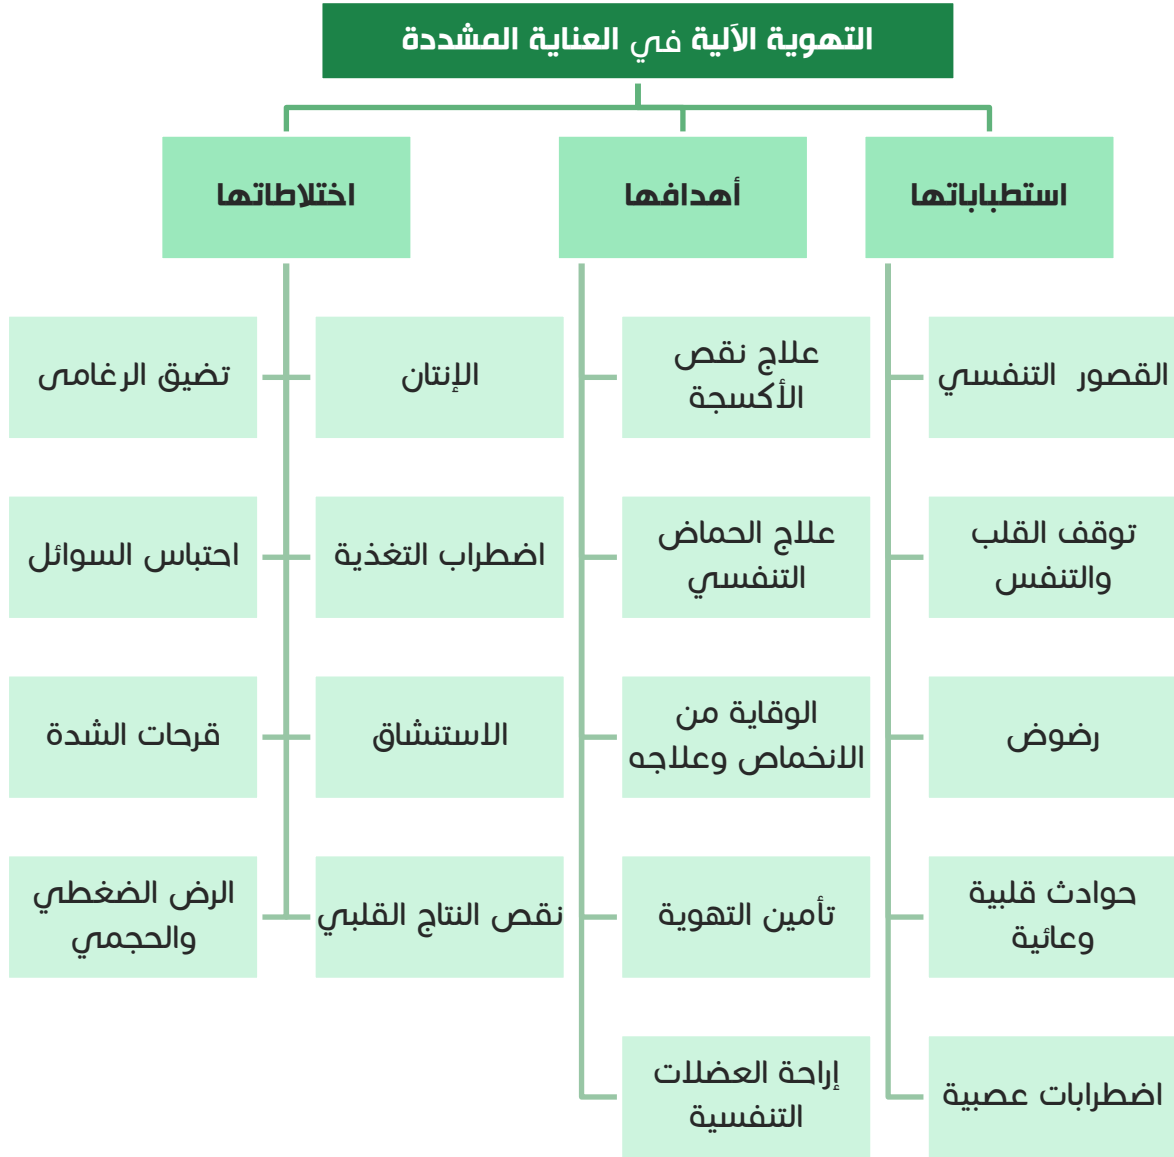 التهوية الآلية في العناية المشددة
استطباباتها
أهدافها
اختلاطاتها
القصور التنفسي
علاج نقص
الأكسجة
الإنتان
تضيق الرغامى
توقف القلب
والتنفس
علاج الحماض
التنفسي
اضطراب التغذية
احتباس السوائل
رضوض
الوقاية من
الانخماص وعلاجه
الاستنشاق
قرحات الشدة
حوادث قلبية
وعائية
تأمين التهوية
نقص النتاج القلبي
الرض الضغطي
والحجمي
اضطرابات عصبية
إراحة العضلات
التنفسية